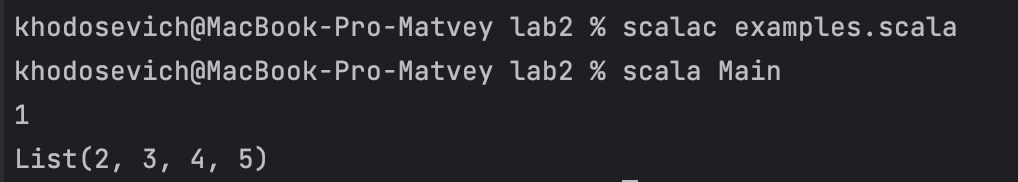 khodosevich@MacBook-Pro-Matvey lab2 % scalac examples.scala
khodosevich@MacBook-Pro-Matvey lab2 % scala Main
1
List(2, 3, 4, 5)